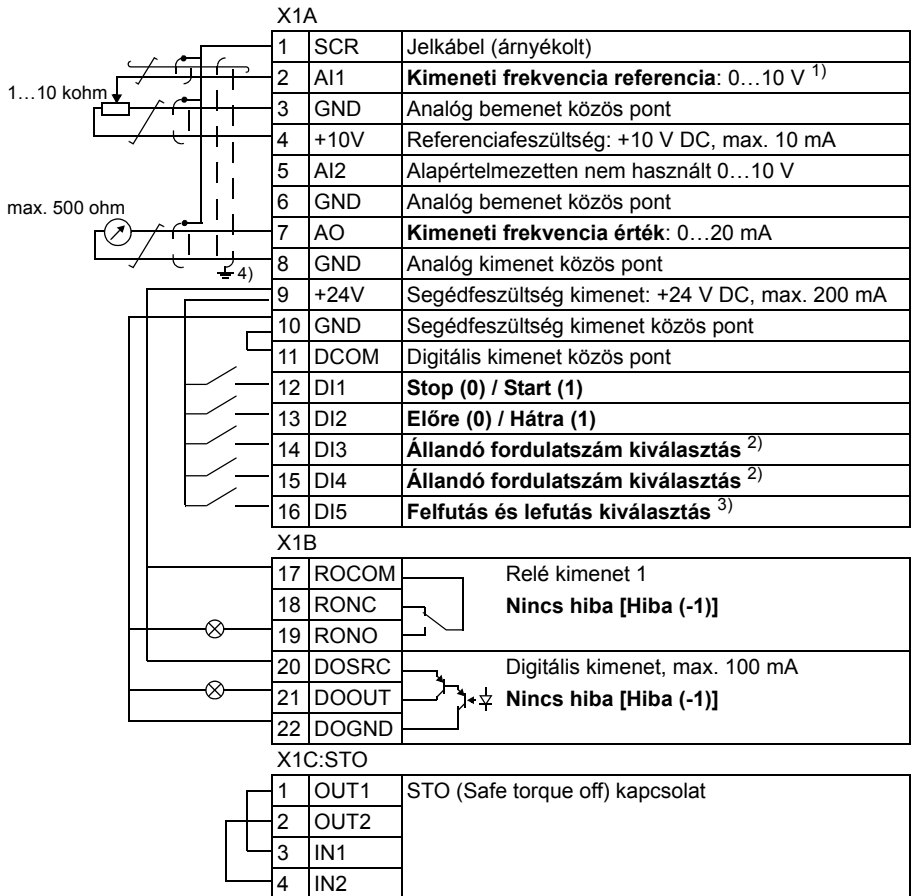 X1A
1 SCR Jelkábel (árnyékolt)
2 AI1 Kimeneti frekvencia referencia: 0…10 V 1)
1…10 kohm
3 GND Analóg bemenet közös pont
4 +10V Referenciafeszültség: +10 V DC, max. 10 mA
5 AI2 Alapértelmezetten nem használt 0…10 V
6 GND Analóg bemenet közös pont
max. 500 ohm
7 AO Kimeneti frekvencia érték: 0…20 mA
8 GND Analóg kimenet közös pont
4)
9 +24V Segédfeszültség kimenet: +24 V DC, max. 200 mA
10 GND Segédfeszültség kimenet közös pont
11 DCOM Digitális kimenet közös pont
12 DI1 Stop (0) / Start (1)
13 DI2 Előre (0) / Hátra (1)
14 DI3 Állandó fordulatszám kiválasztás 2)
15 DI4 Állandó fordulatszám kiválasztás 2)
16 DI5 Felfutás és lefutás kiválasztás 3)
X1B
17 ROCOM Relé kimenet 1
18 RONC Nincs hiba [Hiba (-1)]
19 RONO
20 DOSRC Digitális kimenet, max. 100 mA
21 DOOUT Nincs hiba [Hiba (-1)]
22 DOGND
X1C:STO
1 OUT1 STO (Safe torque off) kapcsolat
2 OUT2
3 IN1
4 IN2